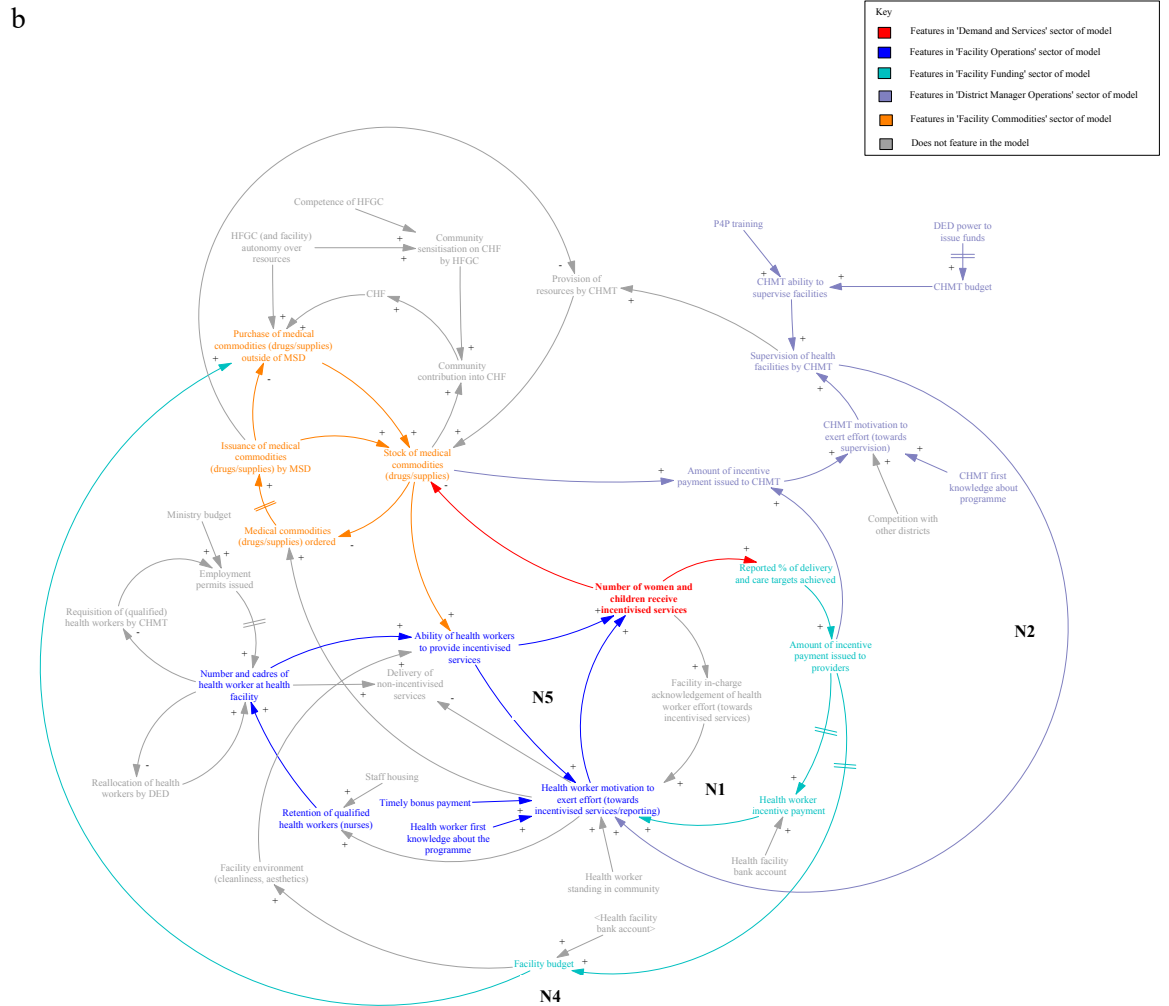 b
Key
Features in 'Demand and Services' sector of model
Features in 'Facility Operations' sector of model
Features in 'Facility Funding' sector of model
Features in 'District Manager Operations' sector of model
Features in 'Facility Commodities' sector of model
Does not feature in the model
Competence of HFGC
HFGC (and facility)
autonomy over
resources
Community
sensitisation on CHF
by HFGC
CHF
Provision of
resources by CHMT
P4P training
DED power to
issue funds
CHMT ability to
supervise facilities
CHMT budget
Purchase of medical
commodities (drugs/supplies)
outside of MSD
Community
contribution into CHF
Supervision of health
facilities by CHMT
Issuance of medical
commodities
(drugs/supplies) by MSD
Stock of medical
commodities
(drugs/supplies)
CHMT motivation to
exert effort (towards
supervision)
Amount of incentive
payment issued to CHMT
CHMT first
knowledge about
programme
Competition with
other districts
Ministry budget
Medical commodities
(drugs/supplies) ordered
Employment
permits issued
Requisition of (qualified)
health workers by CHMT
Number of women and
children receive
incentivised services
Reported % of delivery
and care targets achieved
N2
Ability of health workers
to provide incentivised
services
Amount of incentive
payment issued to
providers
Number and cadres of
health worker at health
facility
Delivery of
non-incentivised
services
N5
Facility in-charge
acknowledgement of health
worker effort (towards
incentivised services)
Reallocation of health
workers by DED
Staff housing
Retention of qualified
health workers (nurses)
Timely bonus payment
Health worker first
knowledge about the
programme
Health worker motivation to
exert effort (towards
incentivised services/reporting)
N1
Health worker
incentive payment
Health facility
bank account
Facility environment
(cleanliness, aesthetics)
Health worker
standing in community
<Health facility
bank account>
Facility budget
N4